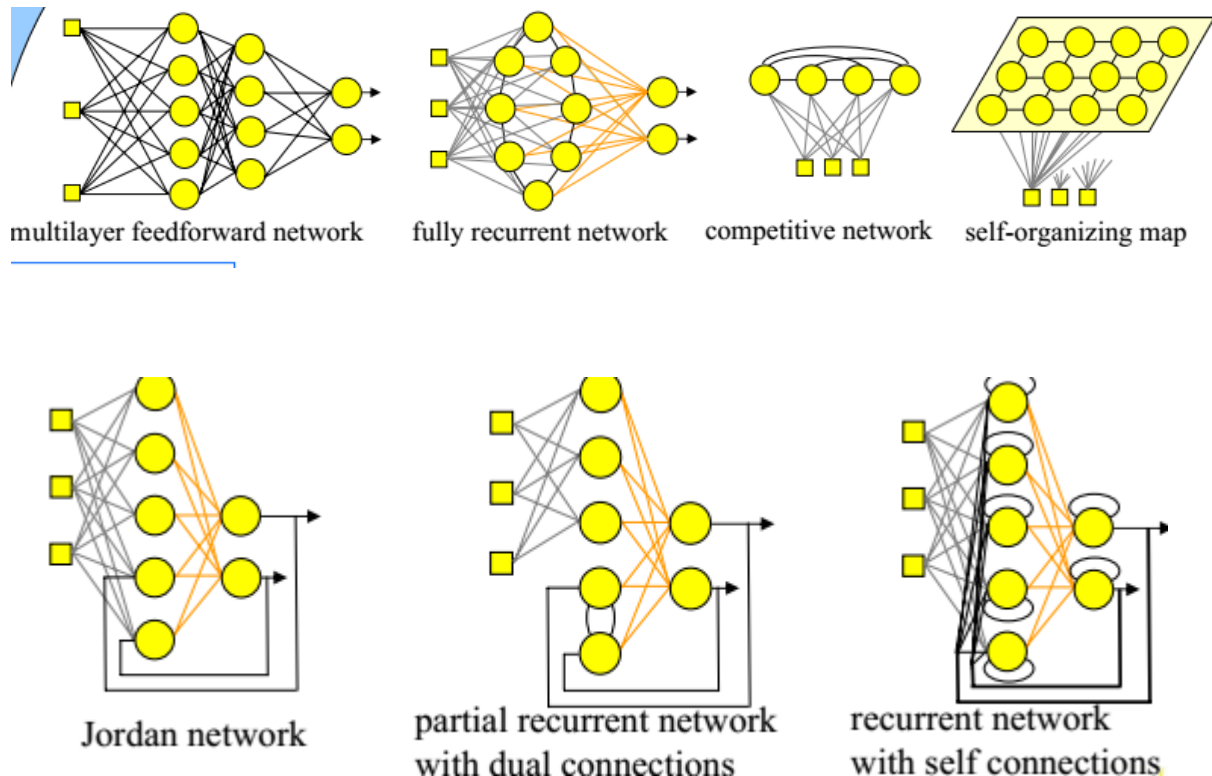 multilayer feedforward network
fully recurrent network
competitive network
self-organizing map
Jordan network
partial recurrent network
with dual connections
recurrent network
with self connections